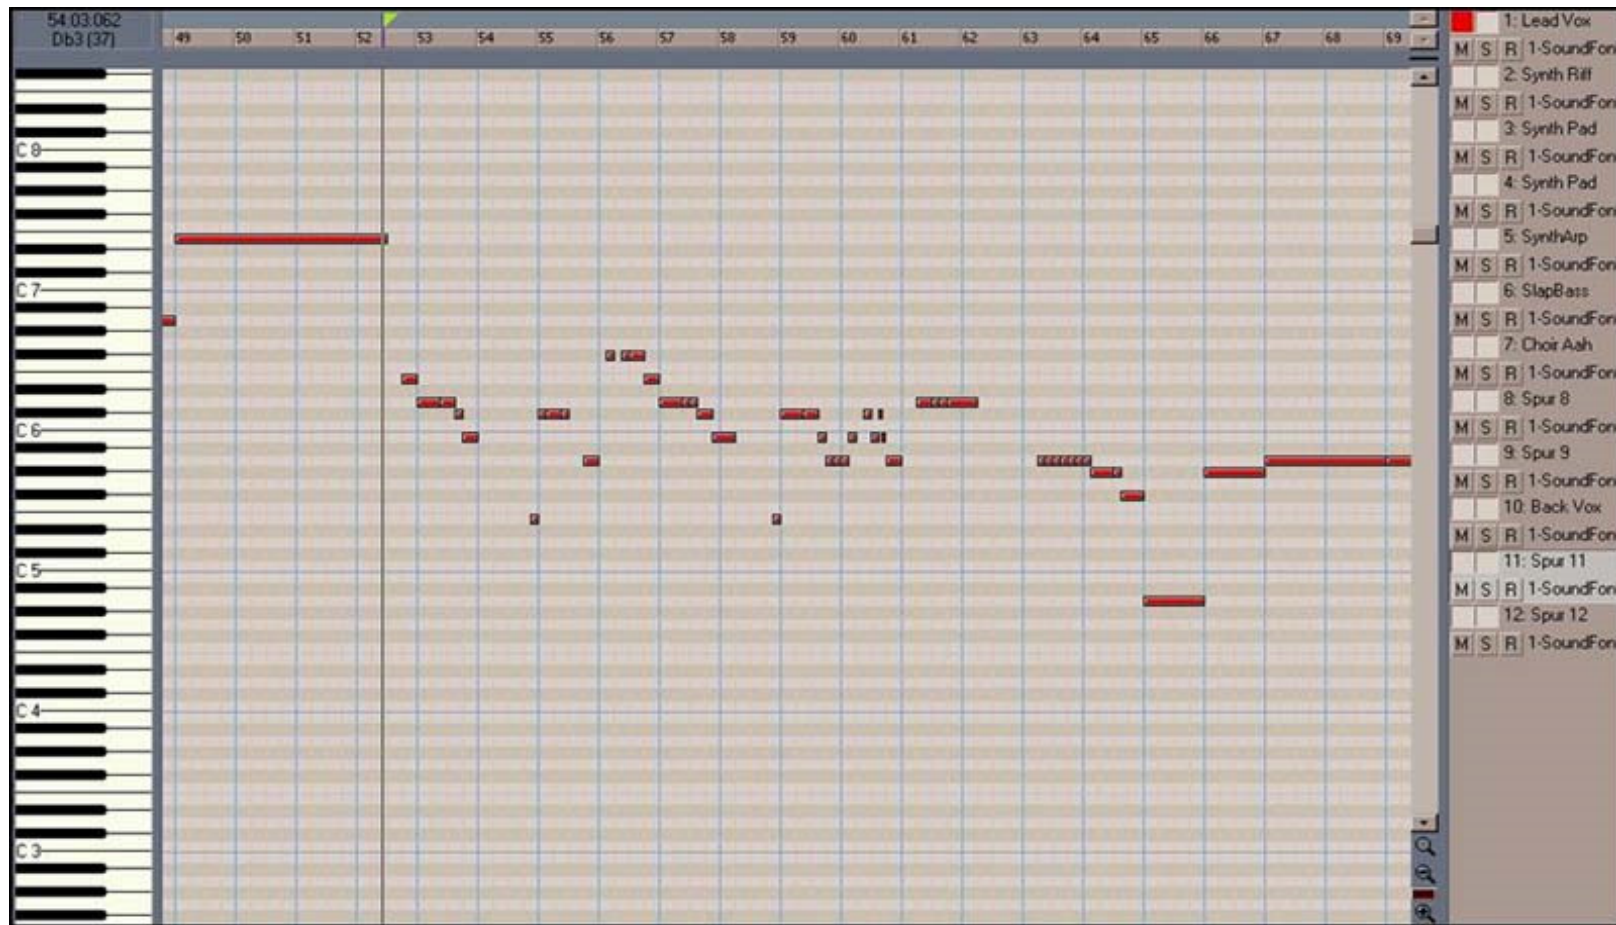 54:03.062
Db3 (37)
49 50 51 52 53 54 55 56 57 58 59 60 61 62 63 64 65 66 67 68 69
C 8
C 7
C 6
C 5
C 4
C 3
1: Lead Vox
M S R 1-SoundFon
2: Synth Riff
M S R 1-SoundFon
3: Synth Pad
M S R 1-SoundFon
4: Synth Pad
M S R 1-SoundFon
5: SynthArp
M S R 1-SoundFon
6: SlapBass
M S R 1-SoundFon
7: Choir Aah
M S R 1-SoundFon
8: Spur 8
M S R 1-SoundFon
9: Spur 9
M S R 1-SoundFon
10: Back Vox
M S R 1-SoundFon
11: Spur 11
M S R 1-SoundFon
12: Spur 12
M S R 1-SoundFon